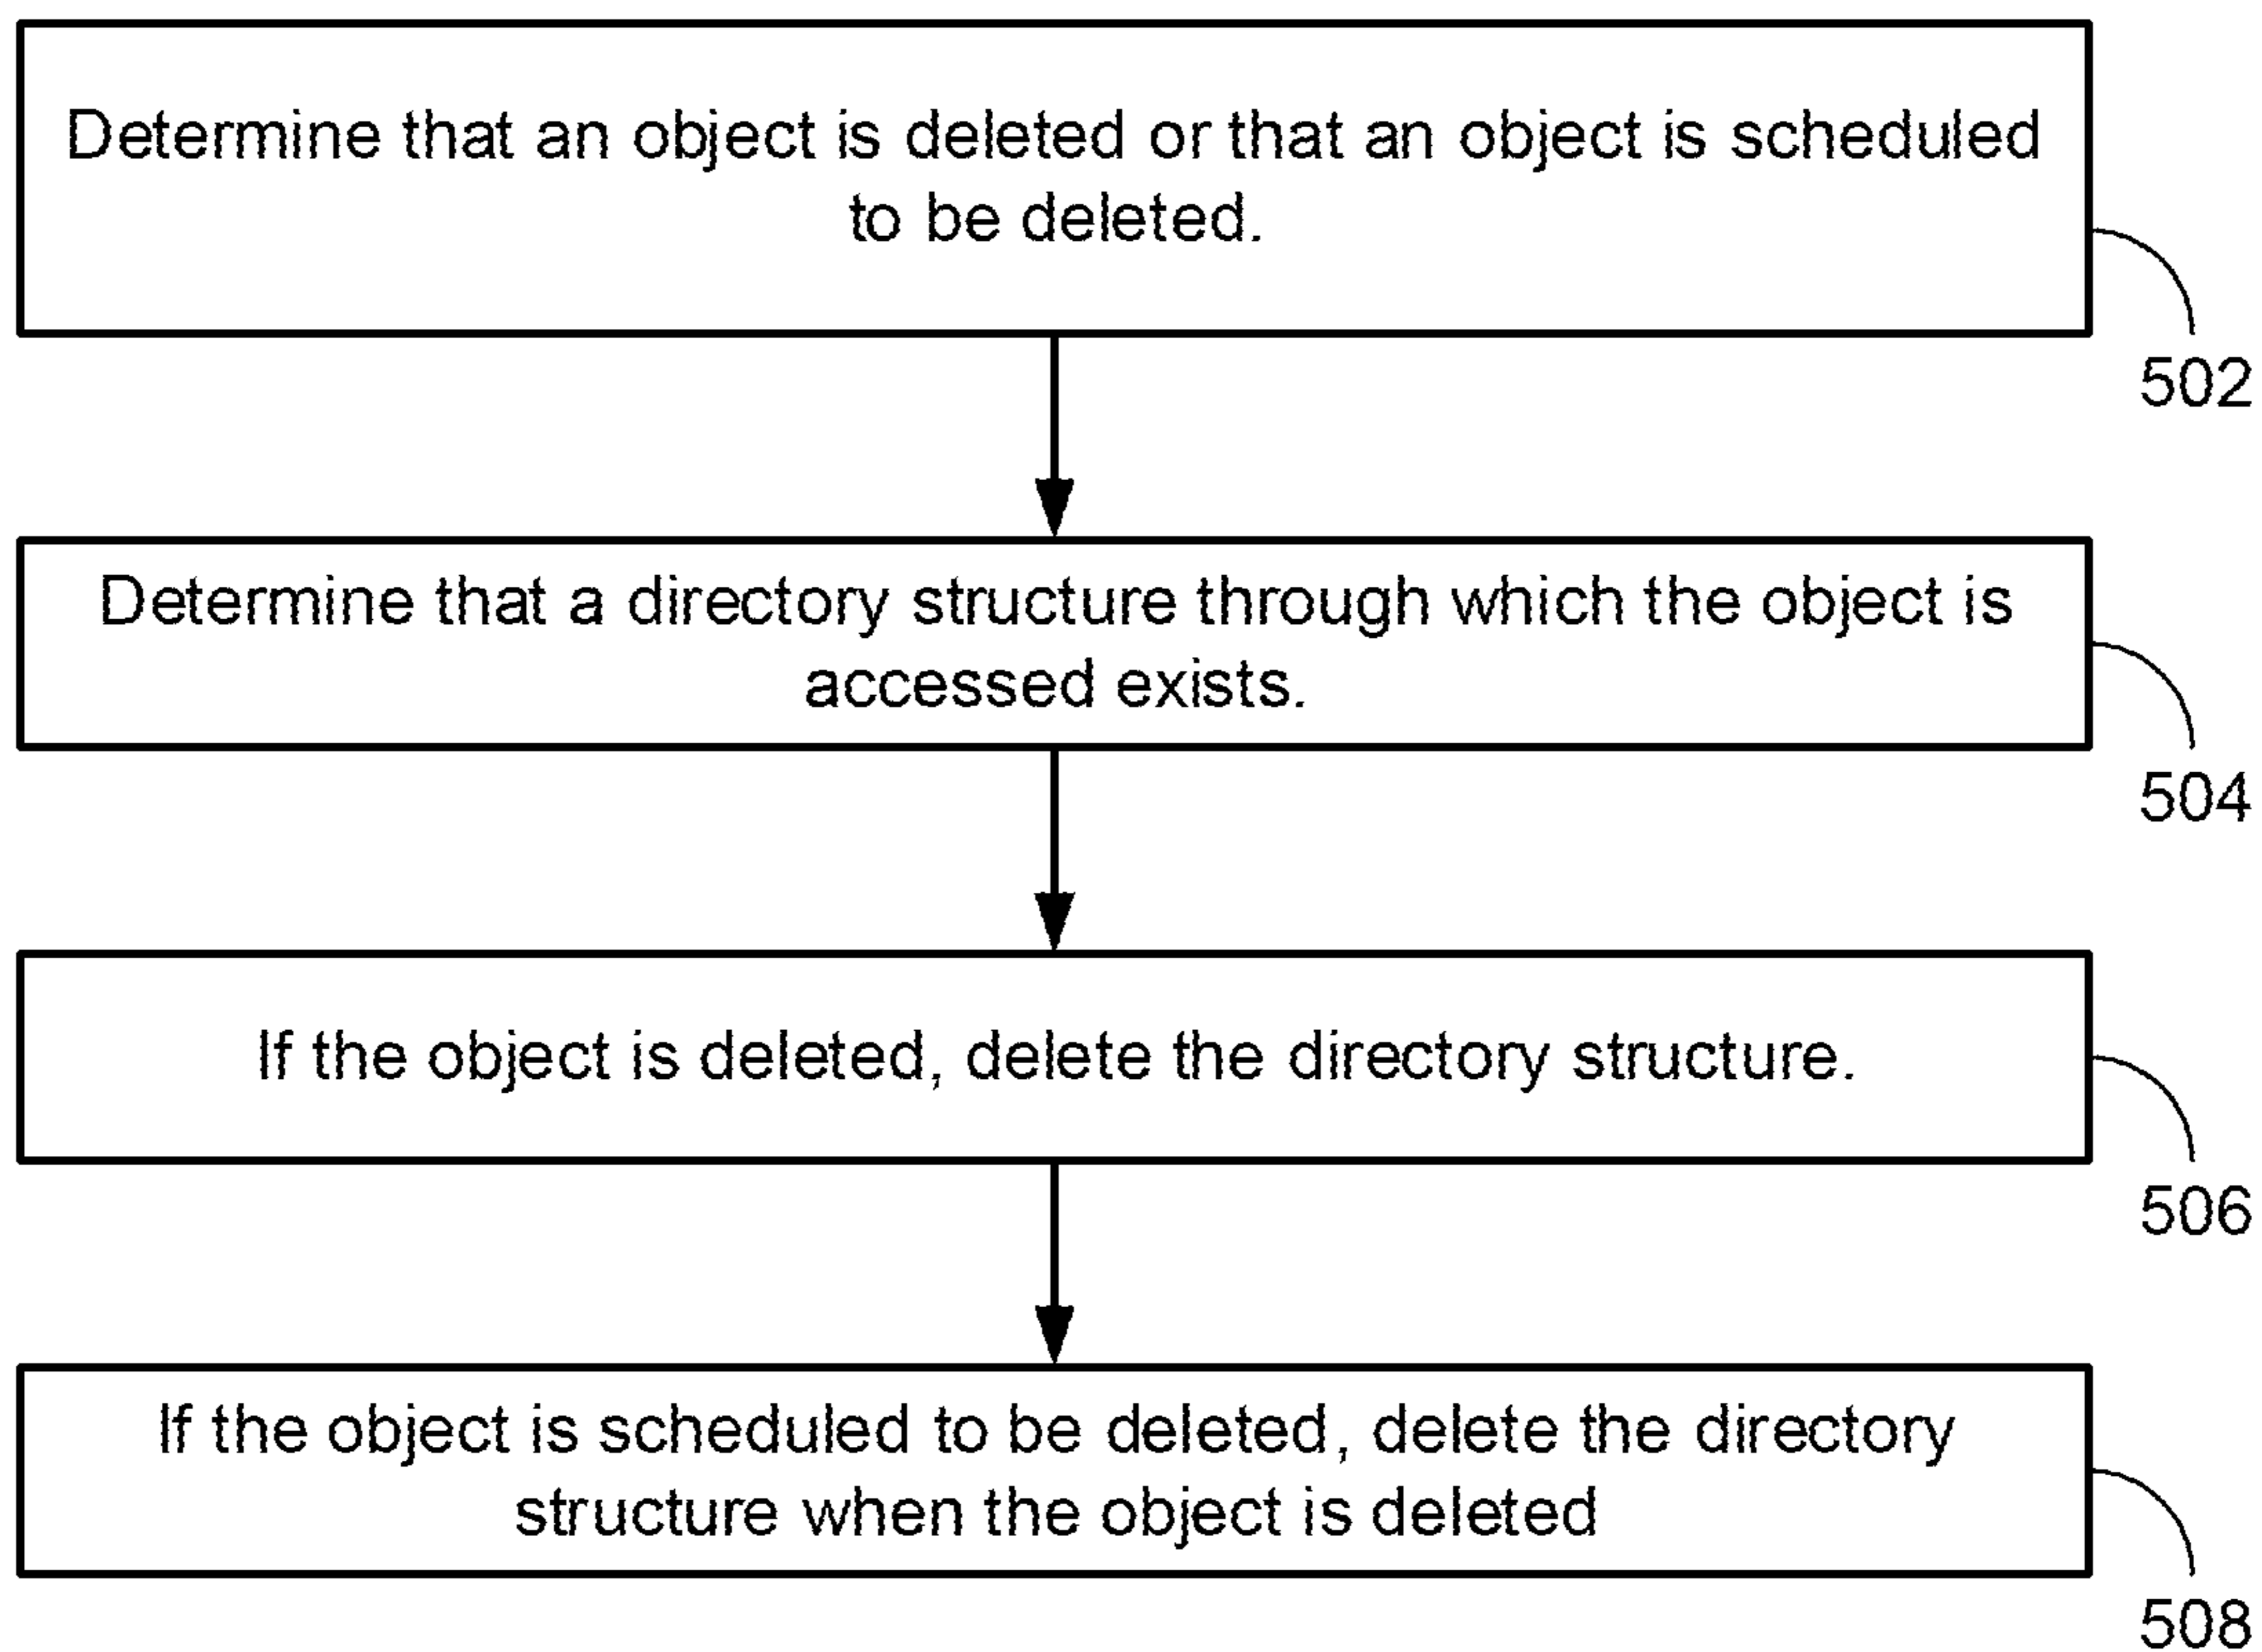 Determine that an object is deleted or that an object is scheduled
to be deleted.
502
Determine that a directory structure through which the object is
accessed exists.
504
If the object is deleted, delete the directory structure.
506
If the object is scheduled to be deleted, delete the directory
structure when the object is deleted
508